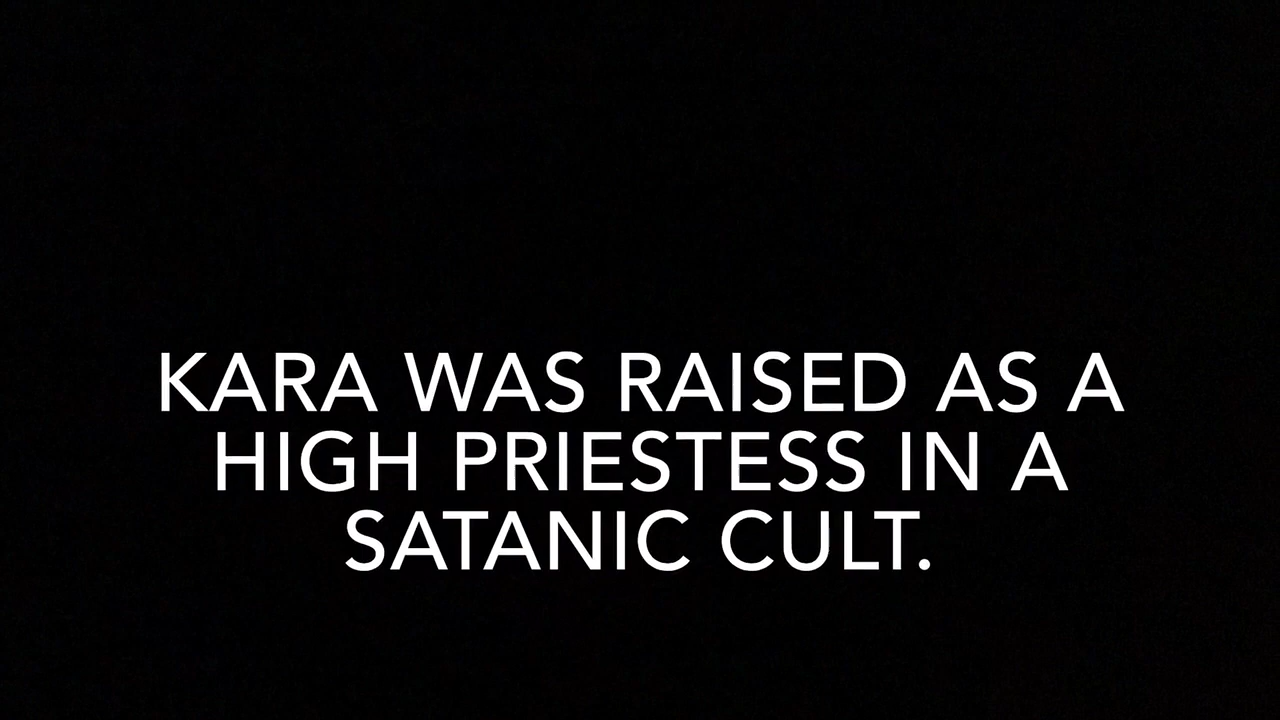 KARA WAS RAISED AS A
HIGH PRIESTESS IN A
SATANIC CULT.